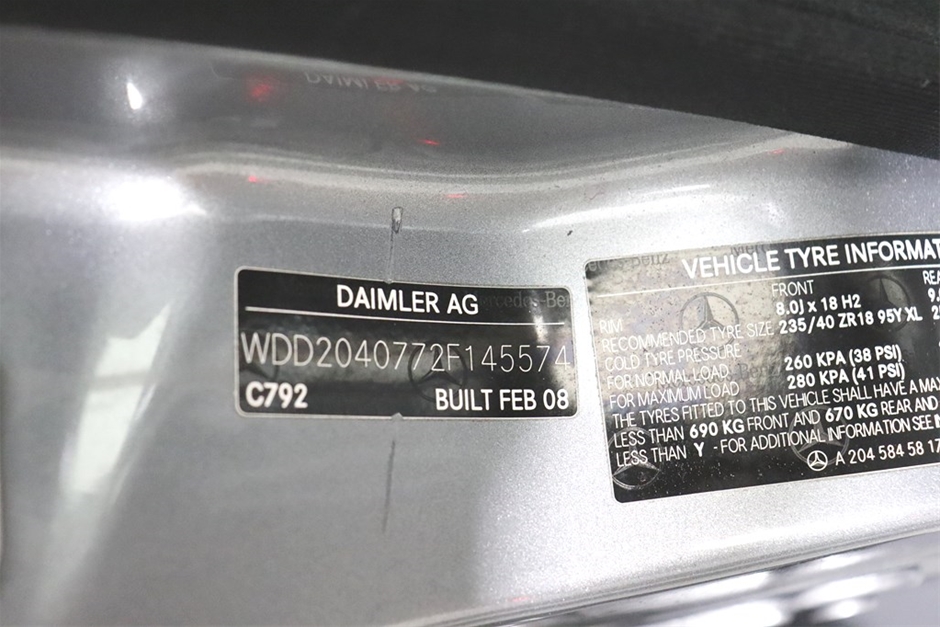 DAIMLER AG
WDD2040772F145574
C792 BUILT FEB 08
VEHICLE TYRE INFORMAT
FRONT REA
RIM 8.0J x 18 H2 9.
RECOMMENDED TYRE SIZE 235/40 ZR18 95Y XL 2
COLD TYRE PRESSURE
FOR NORMAL LOAD 260 KPA (38 PSI)
FOR MAXIMUM LOAD 280 KPA (41 PSI)
THE TYRES FITTED TO THIS VEHICLE SHALL HAVE A MAX
LESS THAN 690 KG FRONT AND 670 KG REAR AND
LESS THAN Y - FOR ADDITIONAL INFORMATION SEE
A 204 584 58 17